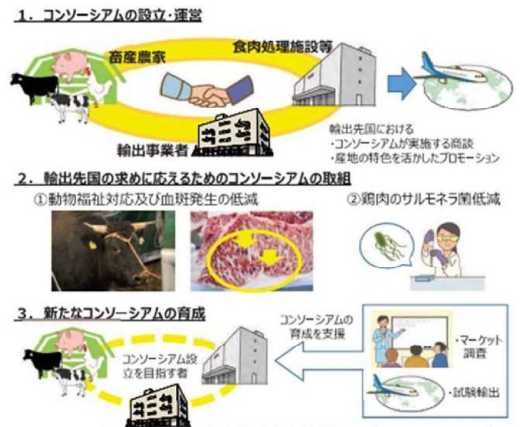 1. コンソーシアムの設立・運営
畜産農家
食肉処理施設等
輸出事業者
輸出先国における
・コンソーシアムが実施する商談
・産地の特色を活かしたプロモーション
2. 輸出先国の求めに応えるためのコンソーシアムの取組
①動物福祉対応及び血斑発生の低減
②鶏肉のサルモネラ菌低減
3. 新たなコンソーシアムの育成
コンソーシアム設
立を目指す者
コンソーシアムの
育成を支援
・マーケット
調査
・試験輸出